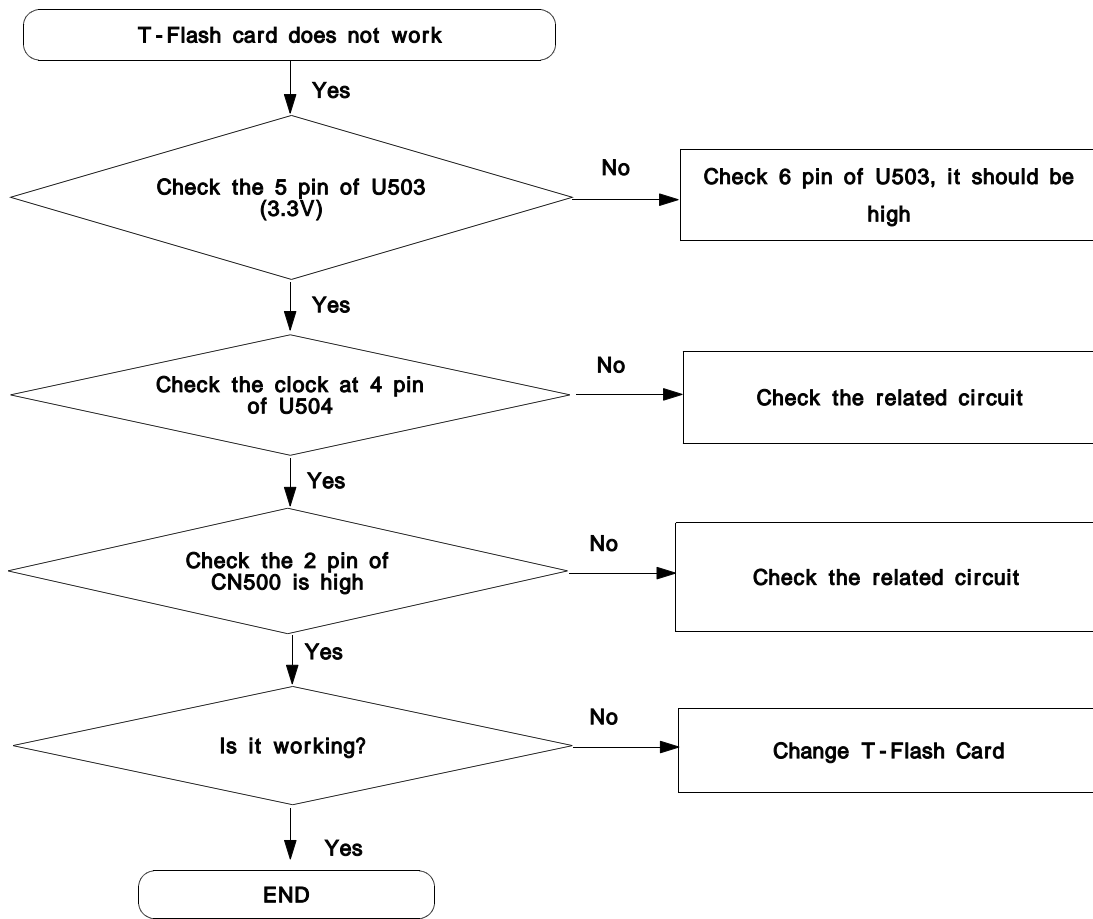 T-Flash card does not work
Yes
Check the 5 pin of U503
(3.3V)
No
Check 6 pin of U503, it should be
high
Yes
Check the clock at 4 pin
of U504
No
Check the related circuit
Yes
Check the 2 pin of
CN500 is high
No
Check the related circuit
Yes
Is it working?
No
Change T-Flash Card
Yes
END